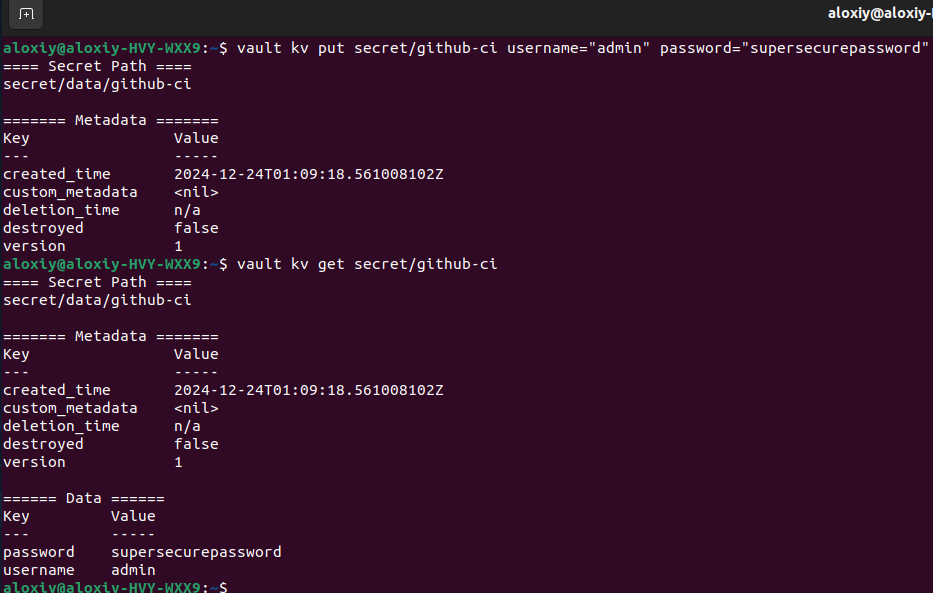 aloxiy@aloxiy-
aloxiy@aloxiy-HVY-WXX9:~$ vault kv put secret/github-ci username="admin" password="supersecurepassword"
==== Secret Path ====
secret/data/github-ci
======= Metadata =======
Key Value
--- -----
created_time 2024-12-24T01:09:18.561008102Z
custom_metadata <nil>
deletion_time n/a
destroyed false
version 1
aloxiy@aloxiy-HVY-WXX9:~$ vault kv get secret/github-ci
==== Secret Path ====
secret/data/github-ci
======= Metadata =======
Key Value
--- -----
created_time 2024-12-24T01:09:18.561008102Z
custom_metadata <nil>
deletion_time n/a
destroyed false
version 1
====== Data ======
Key Value
--- -----
password supersecurepassword
username admin
aloxiy@aloxiy-HVY-WXX9:~$